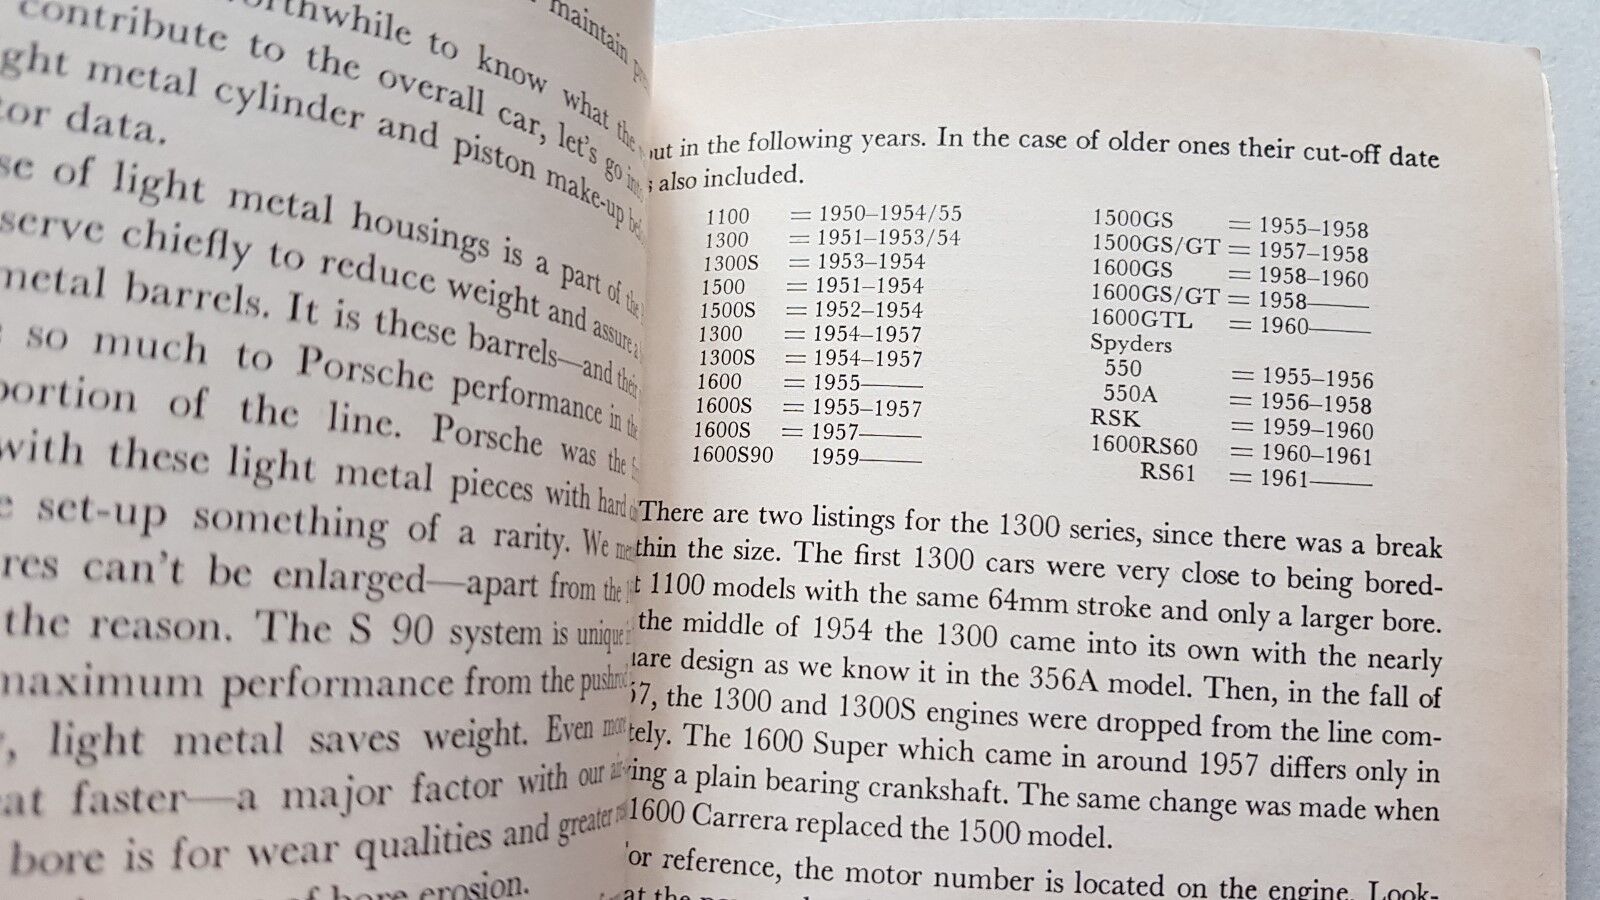 maintain
orthwhile to know what the
contribute to the overall car, let's go into
ght metal cylinder and piston make-up
tor data.
se of light metal housings is a part of the
serve chiefly to reduce weight and assure a
metal barrels. It is these barrels—and their
so much to Porsche performance in the
portion of the line. Porsche was the
with these light metal pieces with hard
e set-up something of a rarity. We
res can't be enlarged—apart from the
the reason. The S 90 system is unique
maximum performance from the
, light metal saves weight. Even
at faster—a major factor with our
bore is for wear qualities and greater
of bore erosion.
out in the following years. In the case of older ones their cut-off date
s also included.
1100 = 1950–1954/55
1300 = 1951–1953/54
1300S = 1953–1954
1500 = 1951–1954
1500S = 1952–1954
1300 = 1954–1957
1300S = 1954–1957
1600 = 1955——
1600S = 1955–1957
1600S = 1957——
1600S90 1959——
1500GS = 1955–1958
1500GS/GT = 1957–1958
1600GS = 1958–1960
1600GS/GT = 1958——
1600GTL = 1960——
Spyders
550 = 1955–1956
550A = 1956–1958
RSK = 1959–1960
1600RS60 = 1960–1961
RS61 = 1961——
There are two listings for the 1300 series, since there was a break
thin the size. The first 1300 cars were very close to being bored-
t 1100 models with the same 64mm stroke and only a larger bore.
the middle of 1954 the 1300 came into its own with the nearly
uare design as we know it in the 356A model. Then, in the fall of
57, the 1300 and 1300S engines were dropped from the line com-
tely. The 1600 Super which came in around 1957 differs only in
ving a plain bearing crankshaft. The same change was made when
1600 Carrera replaced the 1500 model.
or reference, the motor number is located on the engine. Look-
at the